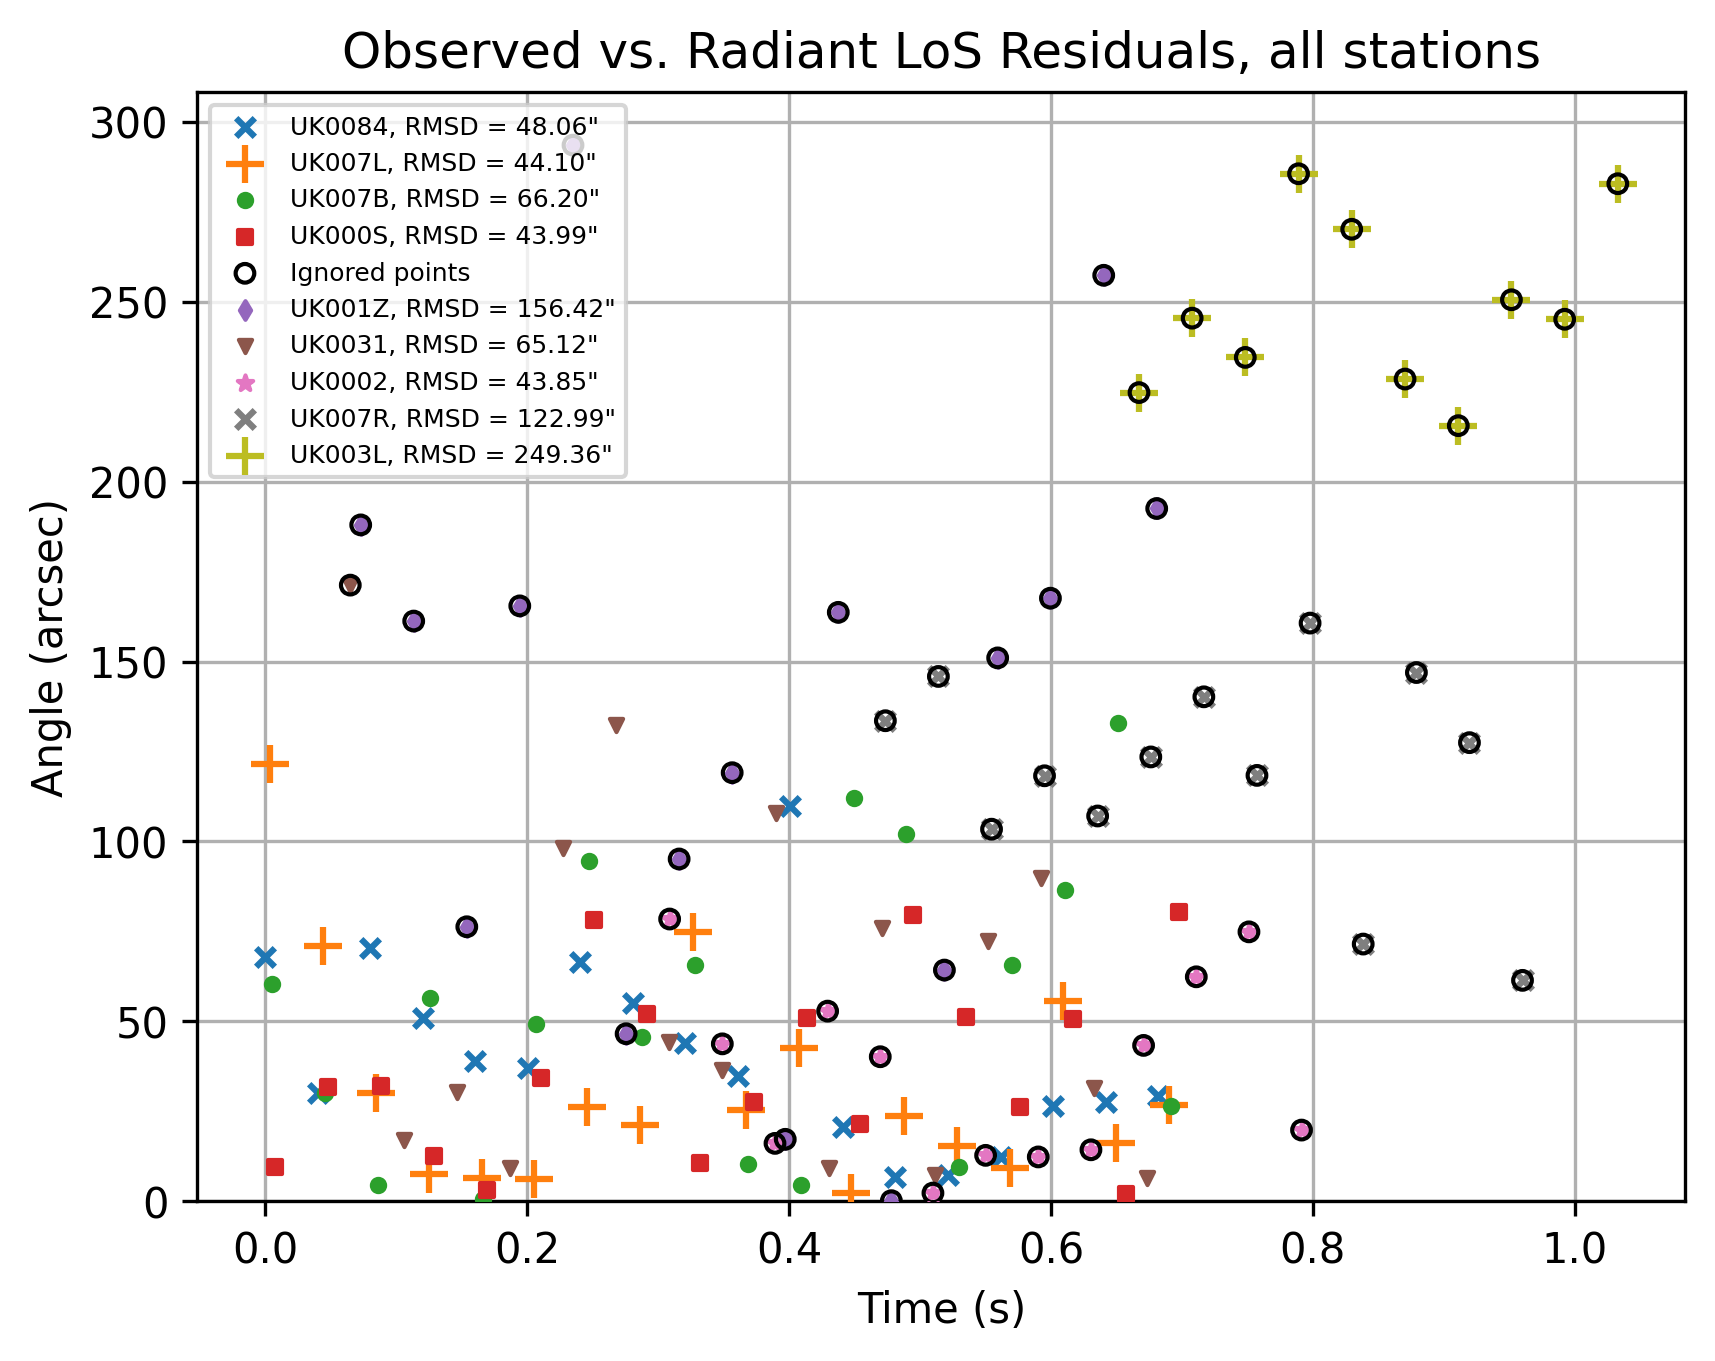 Observed vs. Radiant LoS Residuals, all stations
300
250
200
150
100
50
0
Angle (arcsec)
UK0084, RMSD = 48.06"
UK007L, RMSD = 44.10"
UK007B, RMSD = 66.20"
UK000S, RMSD = 43.99"
Ignored points
UK001Z, RMSD = 156.42"
UK0031, RMSD = 65.12"
UK0002, RMSD = 43.85"
UK007R, RMSD = 122.99"
UK003L, RMSD = 249.36"
0.0 0.2 0.4 0.6 0.8 1.0
Time (s)